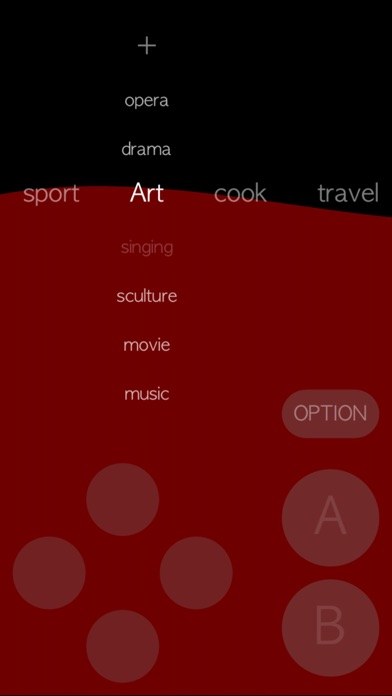 +
opera
drama
sport Art cook travel
singing
sculture
movie
music
OPTION
A
B